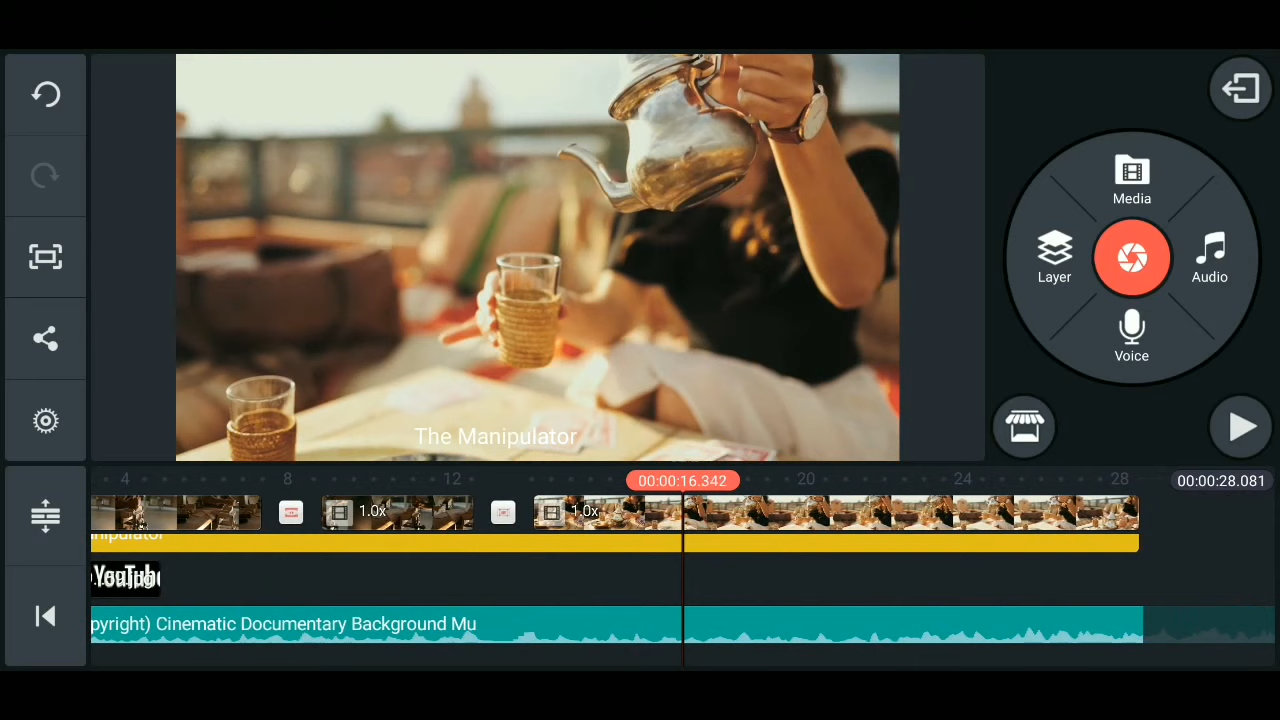 Media
Layer
Audio
Voice
The Manipulator
4
8
12
00:00:16.342
20
24
28
00:00:28.081
1.0x
1.0x
nipulator
YouTube
pyright) Cinematic Documentary Background Mu